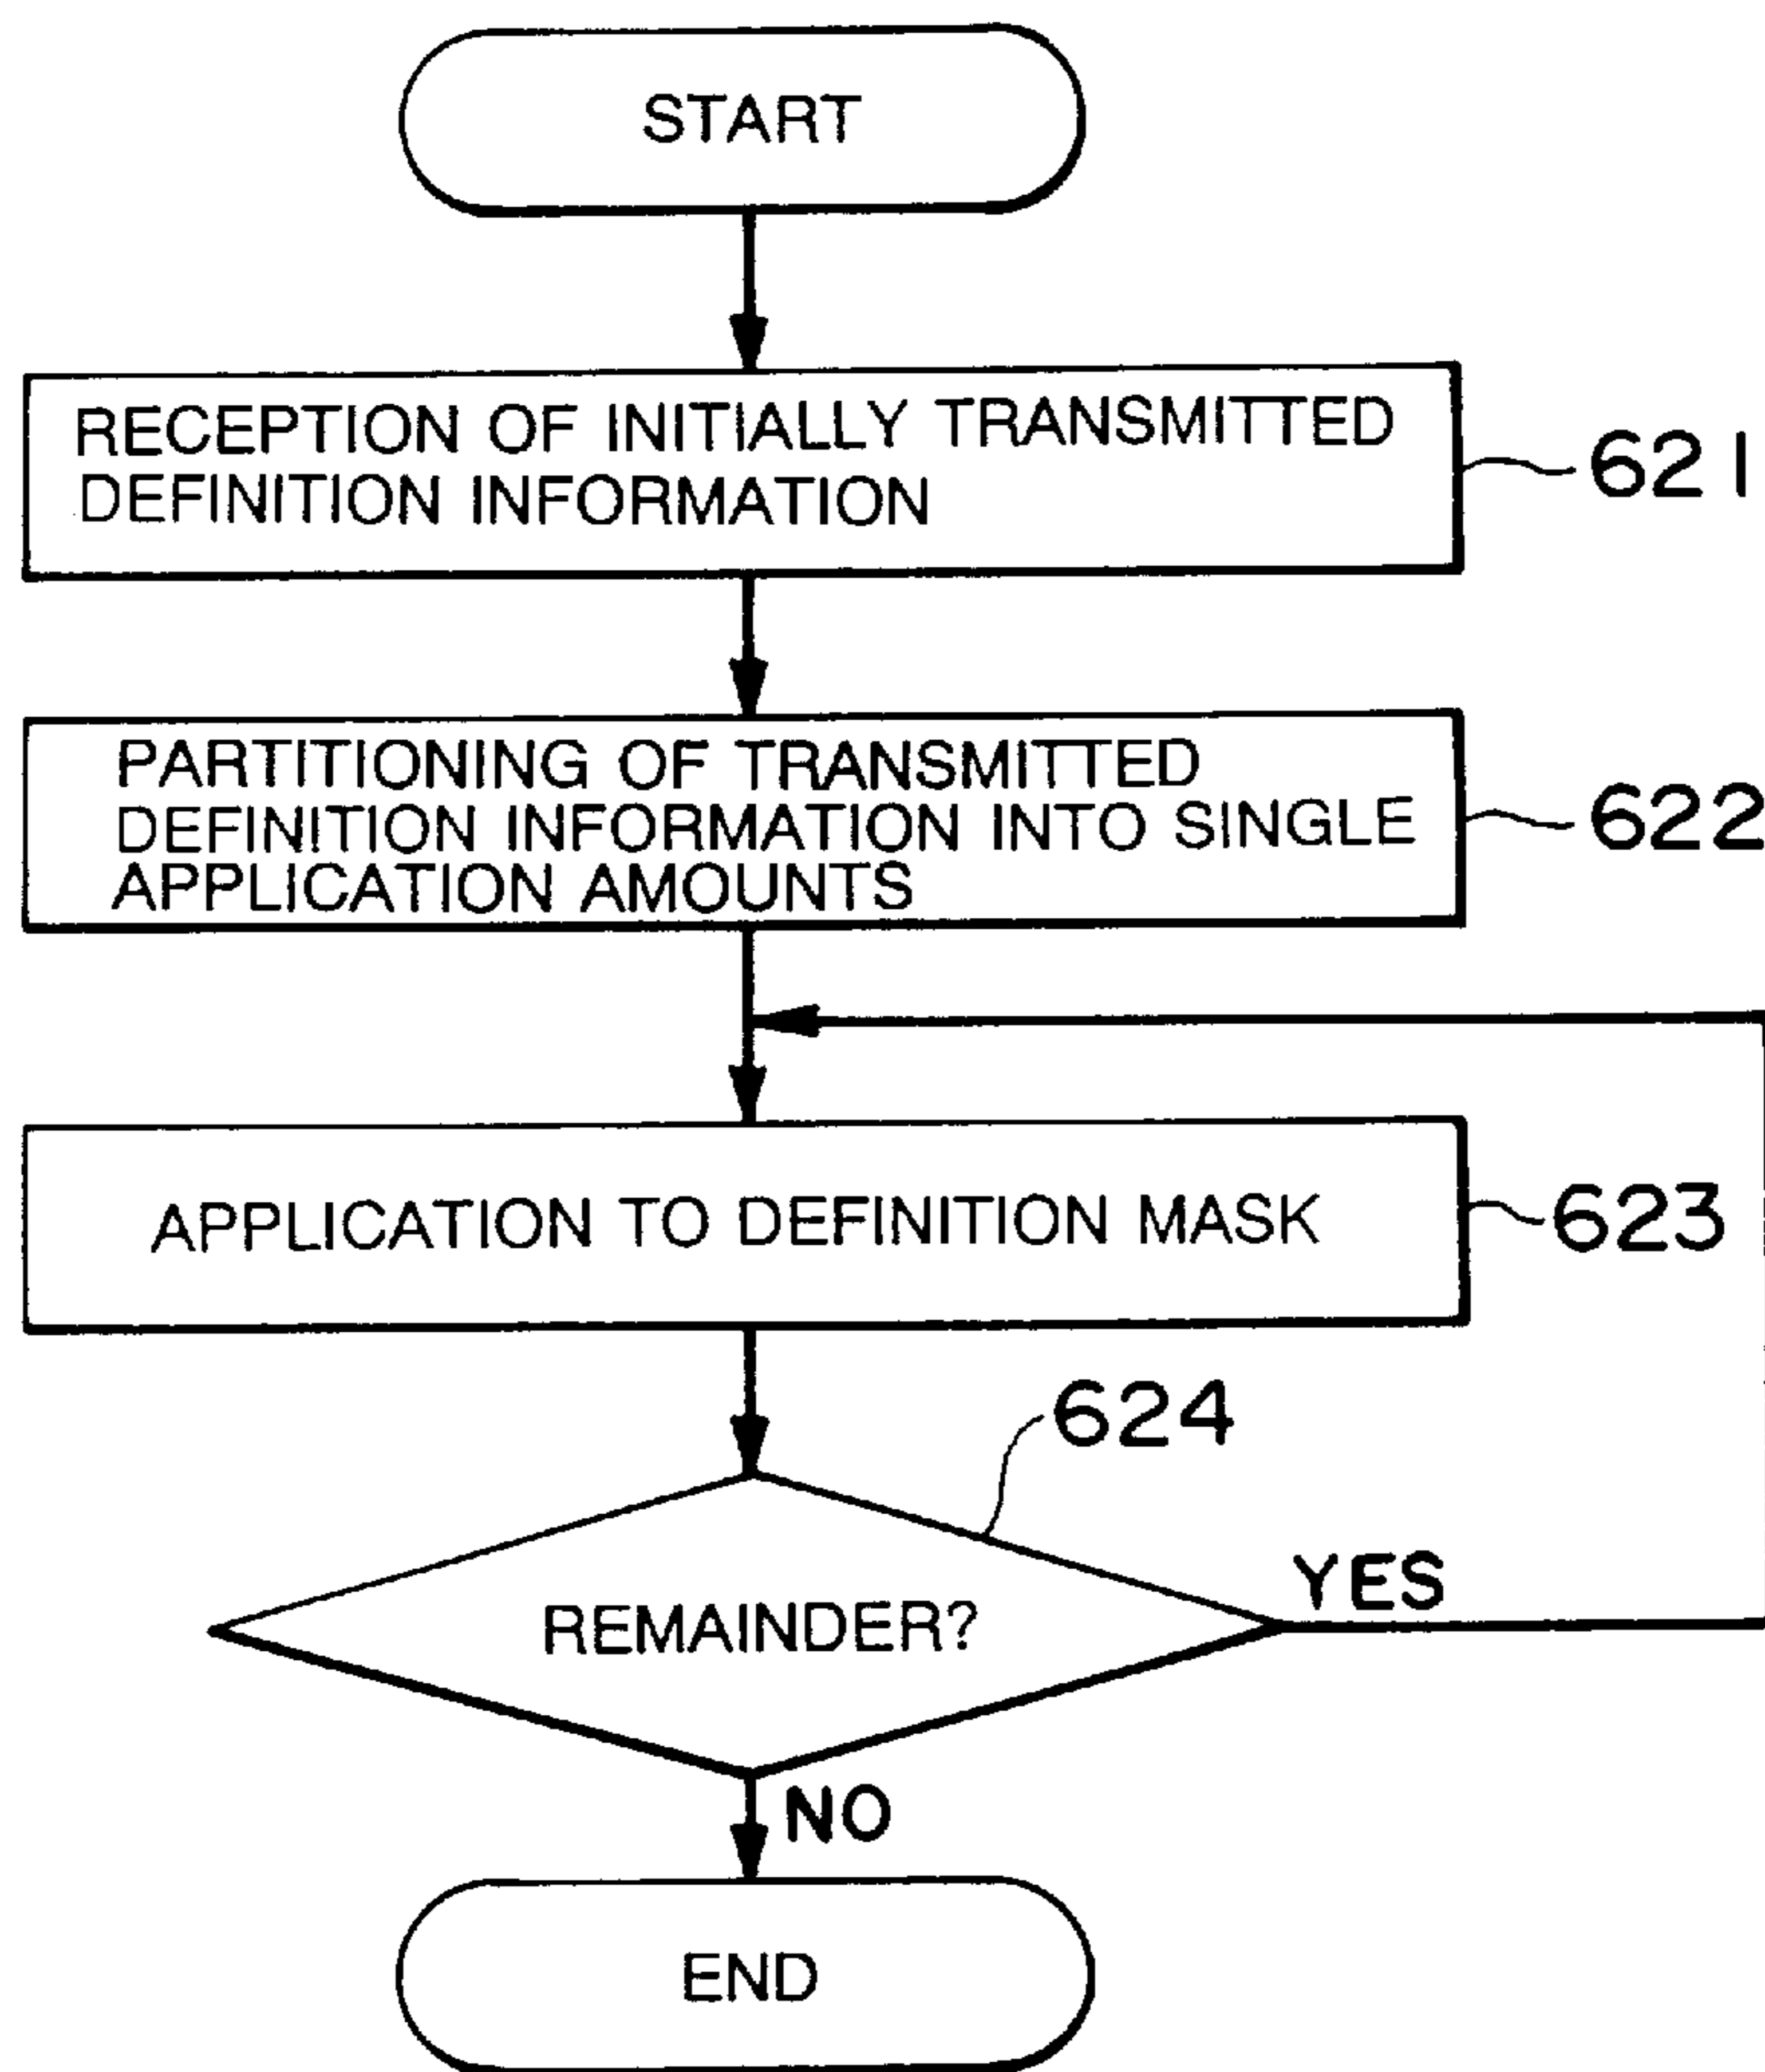 START
RECEPTION OF INITIALLY TRANSMITTED
DEFINITION INFORMATION
621
PARTITIONING OF TRANSMITTED
DEFINITION INFORMATION INTO SINGLE
APPLICATION AMOUNTS
622
APPLICATION TO DEFINITION MASK
623
624
REMAINDER?
YES
NO
END